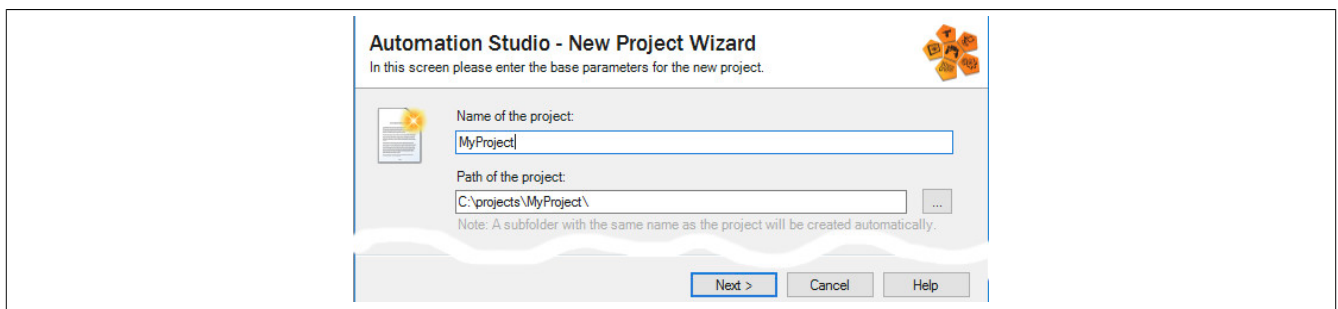 Automation Studio - New Project Wizard
In this screen please enter the base parameters for the new project.
Name of the project:
MyProject
Path of the project:
C:\projects\MyProject\
...
Note: A subfolder with the same name as the project will be created automatically.
Next >
Cancel
Help